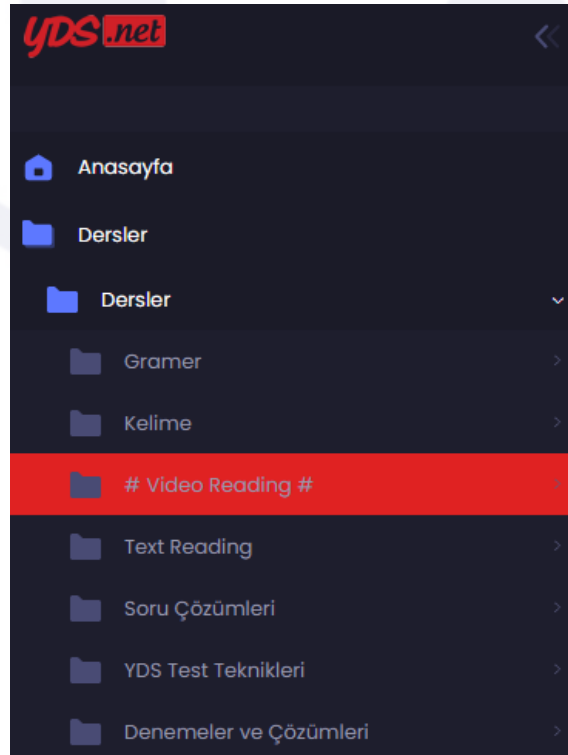 YDS.net
Anasayfa
Dersler
Dersler
Gramer
Kelime
# Video Reading #
Text Reading
Soru Çözümleri
YDS Test Teknikleri
Denemeler ve Çözümleri